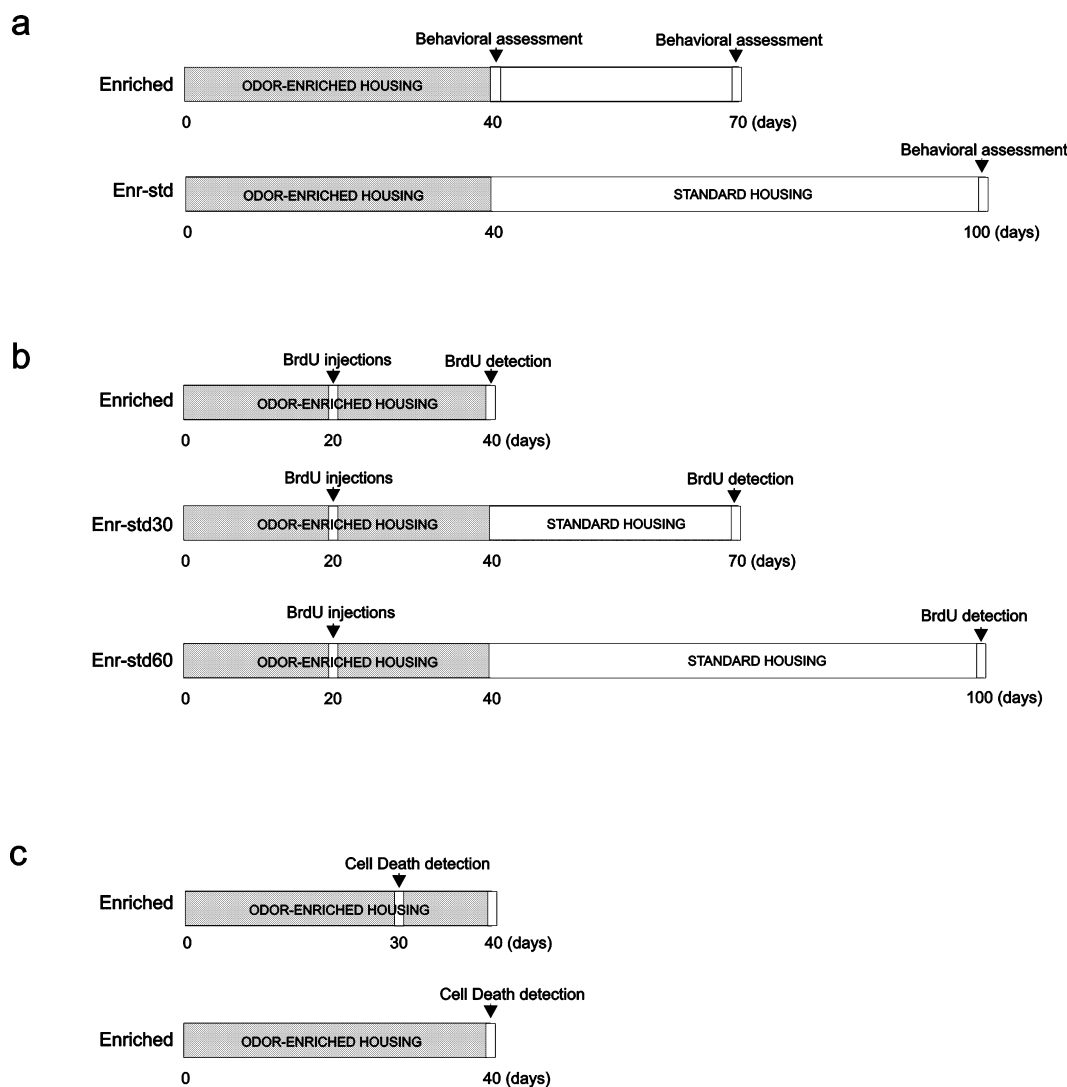 a
Behavioral assessment Behavioral assessment
Enriched ODOR-ENRICHED HOUSING
0 40 70 (days)
Behavioral assessment
Enr-std ODOR-ENRICHED HOUSING STANDARD HOUSING
0 40 100 (days)
b
BrdU injections BrdU detection
Enriched ODOR-ENRICHED HOUSING
0 20 40 (days)
BrdU injections BrdU detection
Enr-std30 ODOR-ENRICHED HOUSING STANDARD HOUSING
0 20 40 70 (days)
BrdU injections BrdU detection
Enr-std60 ODOR-ENRICHED HOUSING STANDARD HOUSING
0 20 40 100 (days)
c
Cell Death detection
Enriched ODOR-ENRICHED HOUSING
0 30 40 (days)
Cell Death detection
Enriched ODOR-ENRICHED HOUSING
0 40 (days)